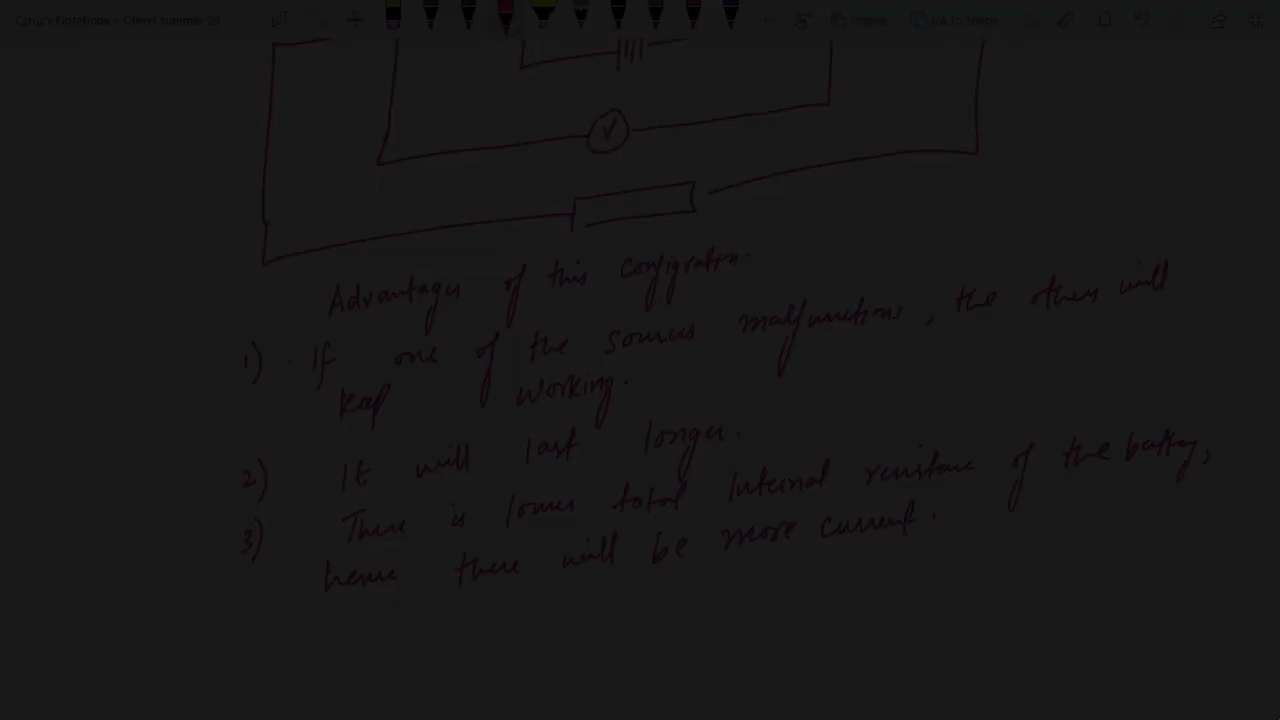 V
Advantages of this configration.
1) If one of the sources malfunctions, the others will
keep working.
2) It will last longer.
3) There is lower total internal resistance of the battery,
hence there will be more current.